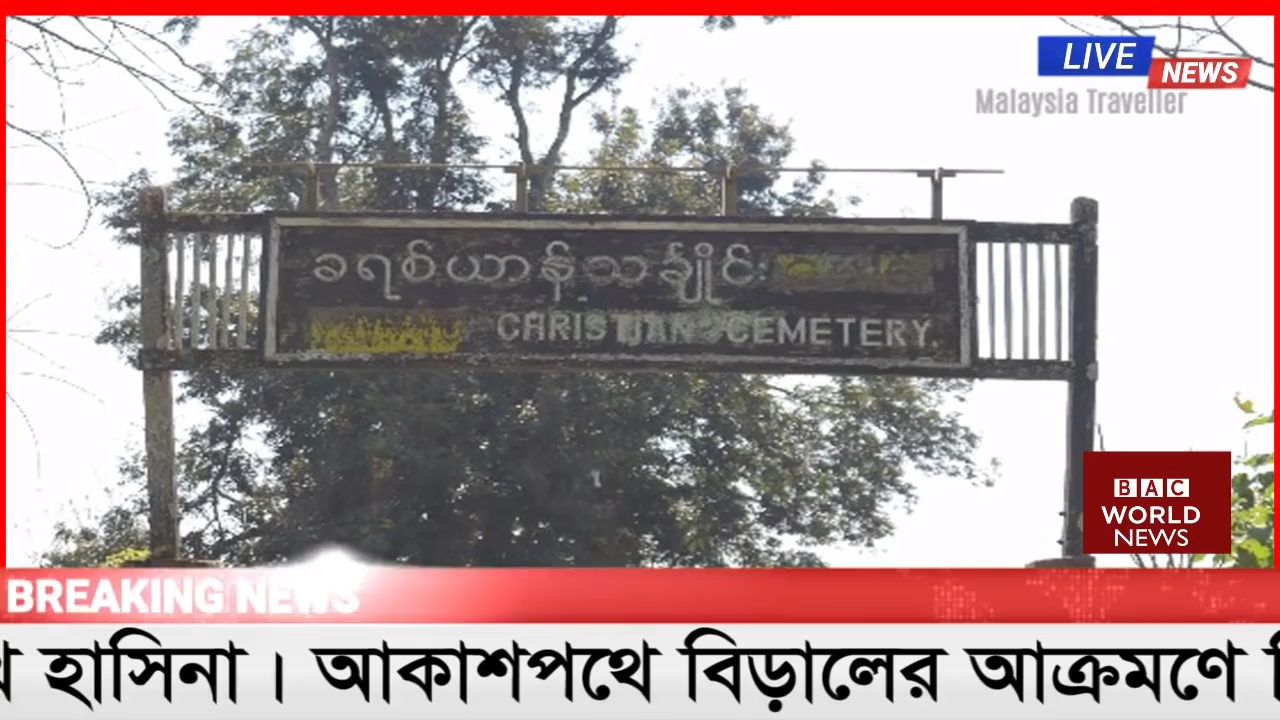 LIVE
NEWS
Malaysia Traveller
ခရစ်ယာန်သင်္ချိုင်း
CHRISTIAN CEMETERY.
BAC
WORLD
NEWS
BREAKING NEWS
হাসিনা। আকাশপথে বিড়ালের আক্রমণে